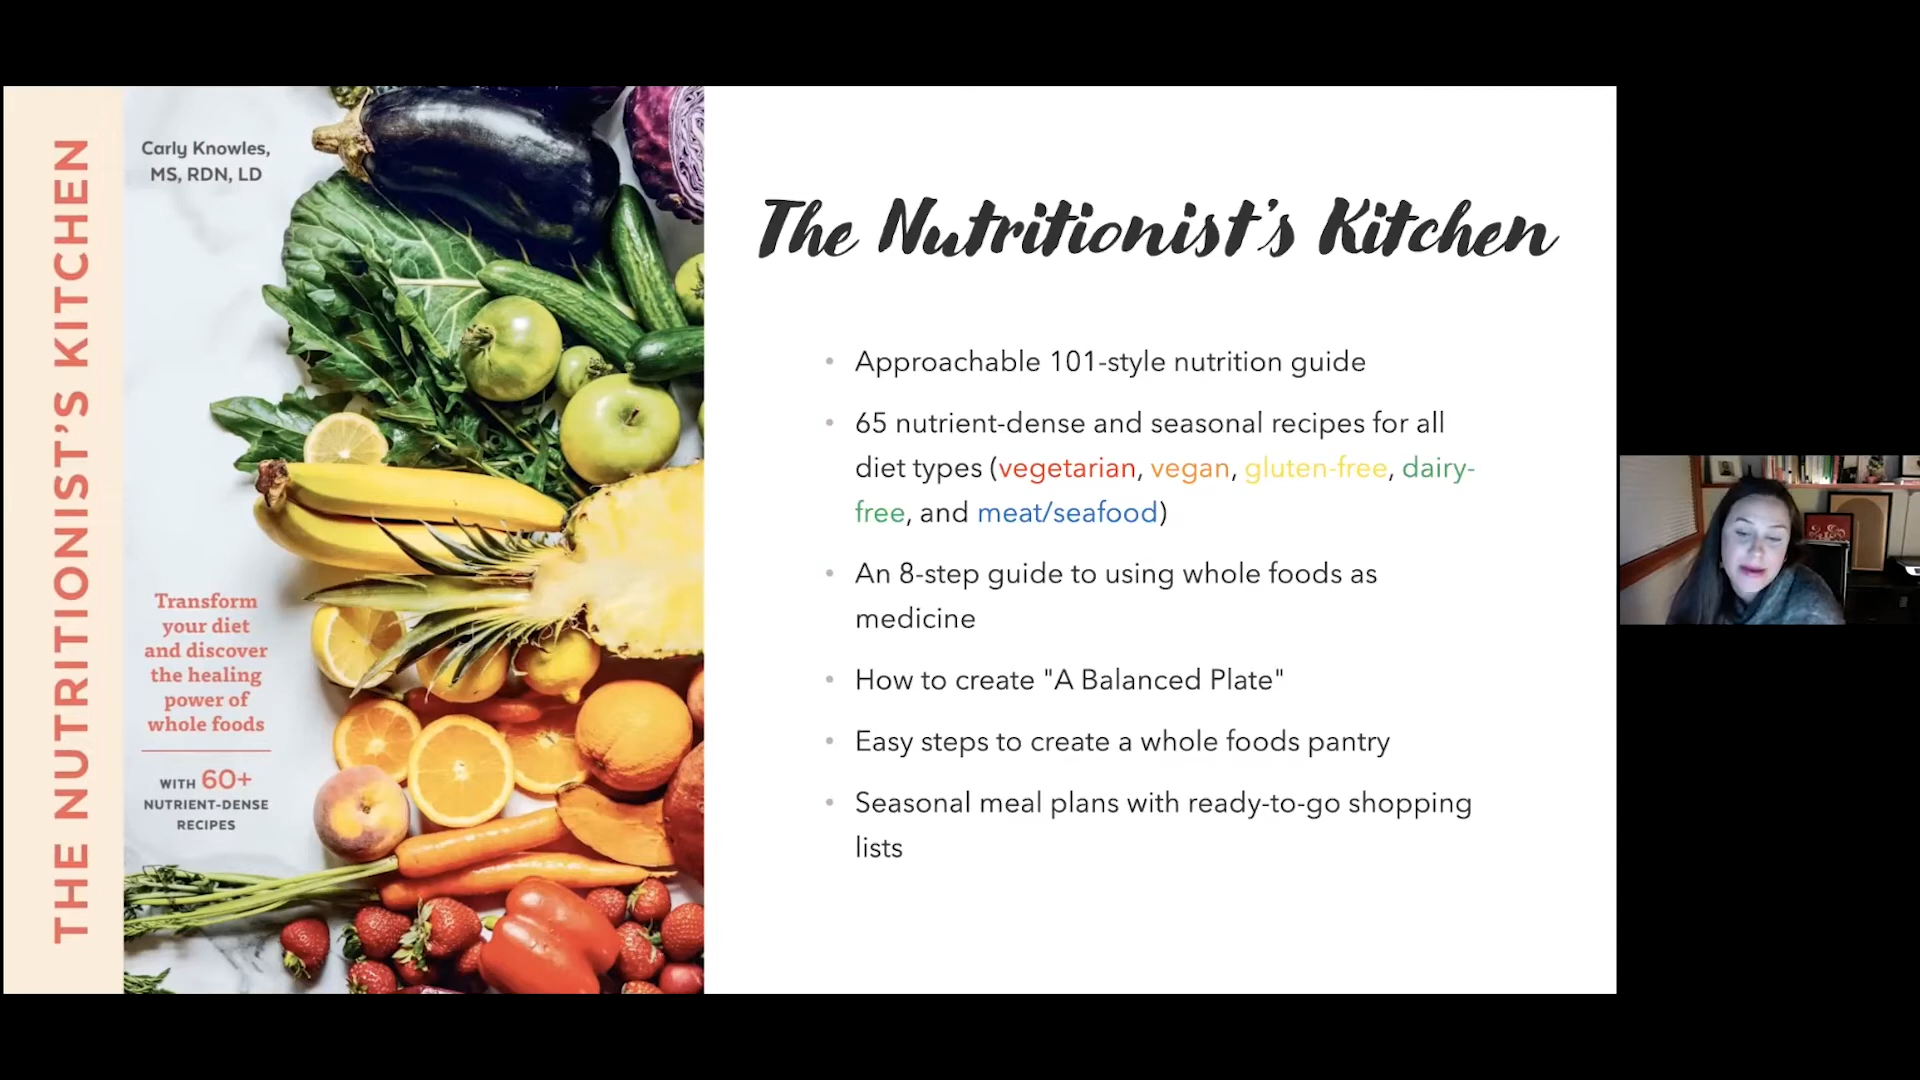 THE NUTRITIONIST'S KITCHEN
Carly Knowles,
MS, RDN, LD
Transform
your diet
and discover
the healing
power of
whole foods
WITH 60+
NUTRIENT-DENSE
RECIPES
The Nutritionist's Kitchen
• Approachable 101-style nutrition guide
• 65 nutrient-dense and seasonal recipes for all
diet types (vegetarian, vegan, gluten-free, dairy-
free, and meat/seafood)
• An 8-step guide to using whole foods as
medicine
• How to create "A Balanced Plate"
• Easy steps to create a whole foods pantry
• Seasonal meal plans with ready-to-go shopping
lists